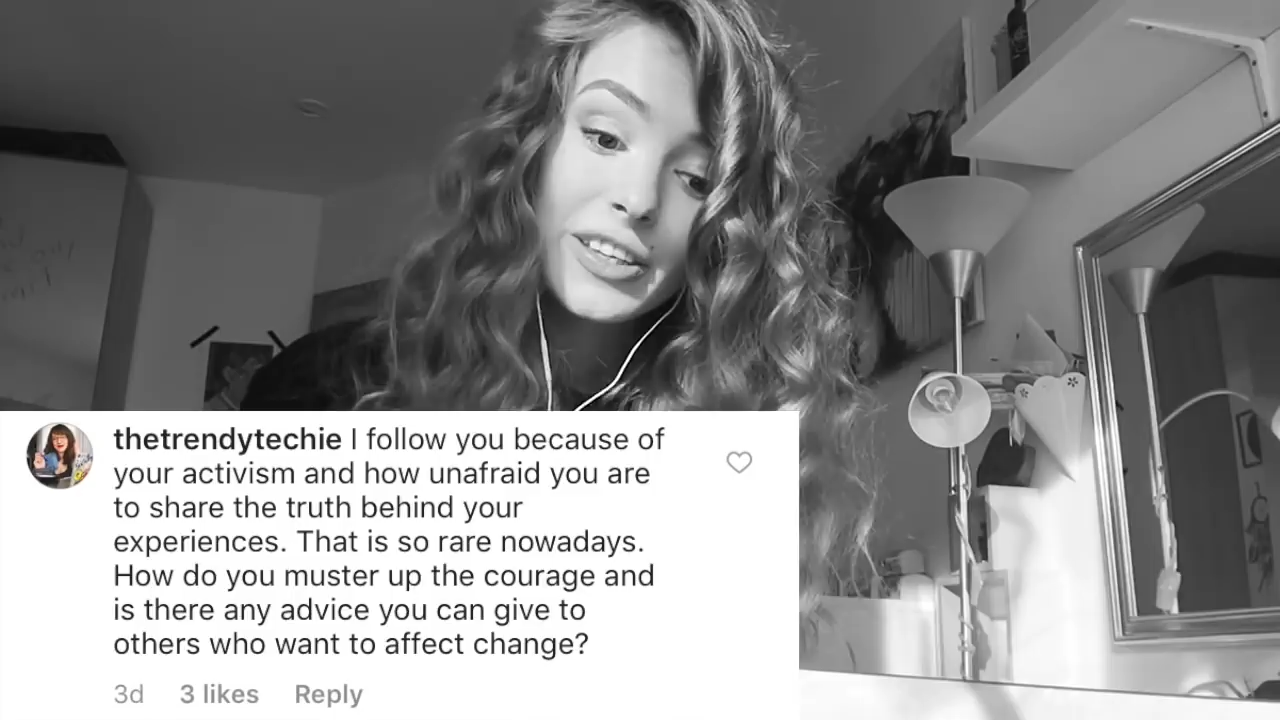 thetrendytechie I follow you because of
your activism and how unafraid you are
to share the truth behind your
experiences. That is so rare nowadays.
How do you muster up the courage and
is there any advice you can give to
others who want to affect change?
3d 3 likes Reply